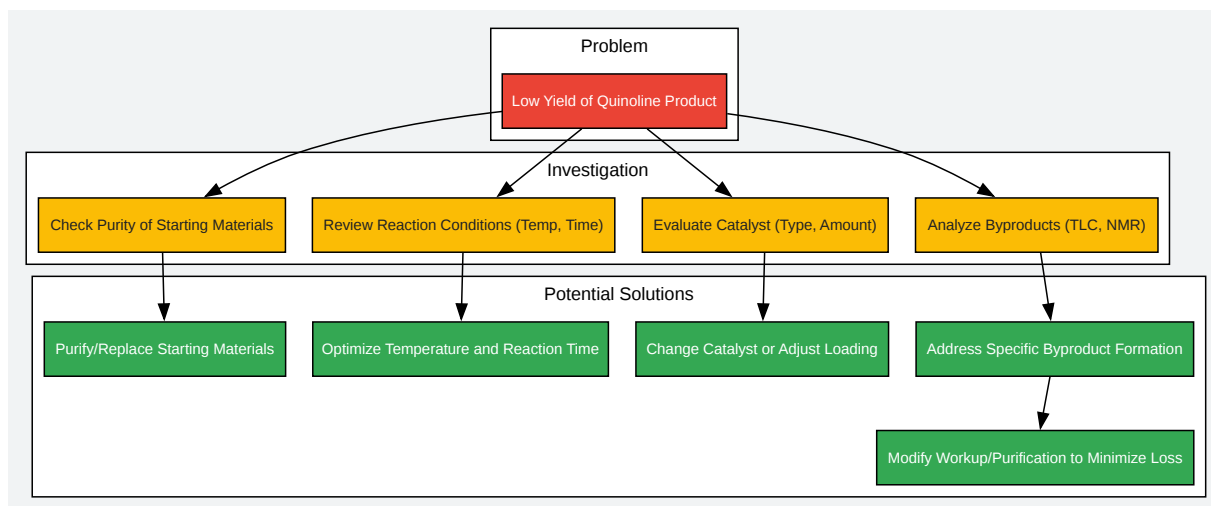 Problem
Low Yield of Quinoline Product
Investigation
Check Purity of Starting Materials
Review Reaction Conditions (Temp, Time)
Evaluate Catalyst (Type, Amount)
Analyze Byproducts (TLC, NMR)
Potential Solutions
Purify/Replace Starting Materials
Optimize Temperature and Reaction Time
Change Catalyst or Adjust Loading
Address Specific Byproduct Formation
Modify Workup/Purification to Minimize Loss